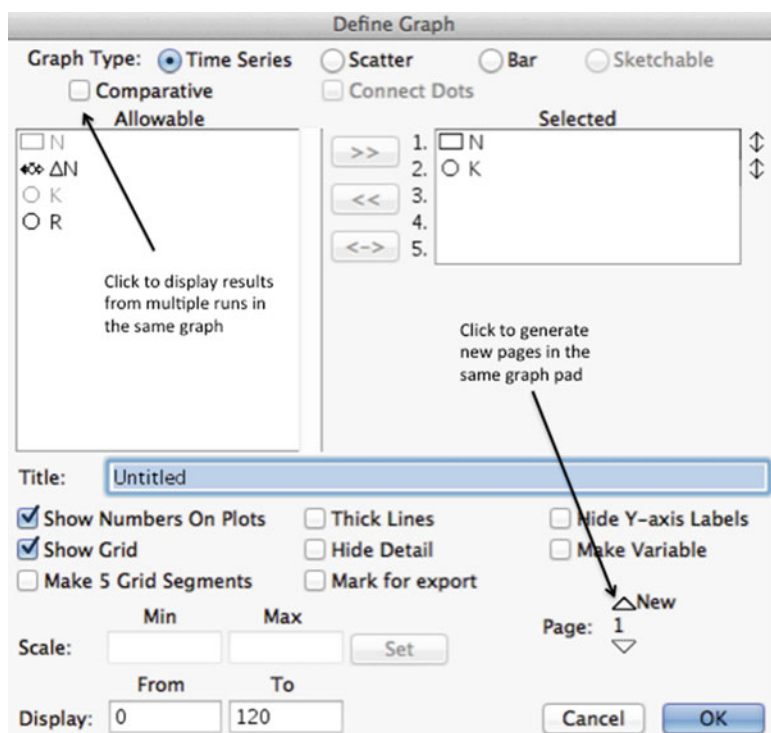 Define Graph
Graph Type: Time Series Scatter Bar Sketchable
Comparative Connect Dots
Allowable
N
ΔN
K
R
>>
<<
<->
Selected
1. N
2. K
3.
4.
5.
Click to display results
from multiple runs in
the same graph
Click to generate
new pages in the
same graph pad
Title: Untitled
Show Numbers On Plots Thick Lines Hide Y-axis Labels
Show Grid Hide Detail Make Variable
Make 5 Grid Segments Mark for export
Min Max
Scale: Set
New
Page: 1
From To
Display: 0 120
Cancel OK